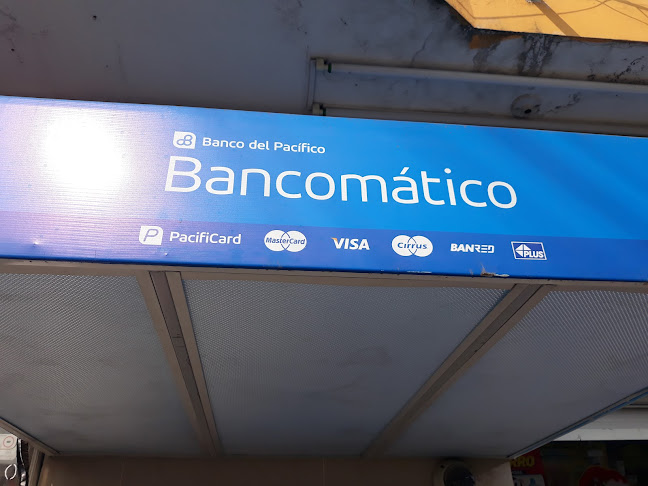 Banco del Pacífico
Bancomático
PacifiCard MasterCard VISA Cirrus BANRED PLUS